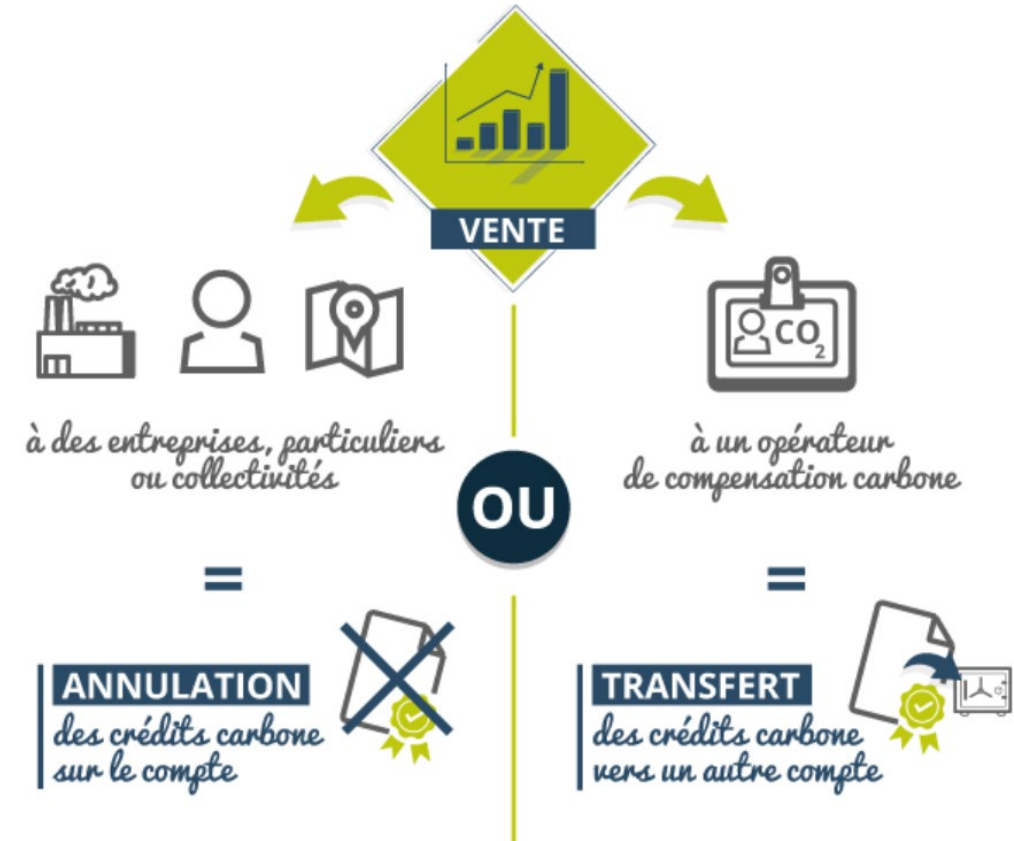 VENTE
à des entreprises, particuliers
ou collectivités
=
ANNULATION
des crédits carbone
sur le compte
OU
CO2
à un opérateur
de compensation carbone
=
TRANSFERT
des crédits carbone
vers un autre compte